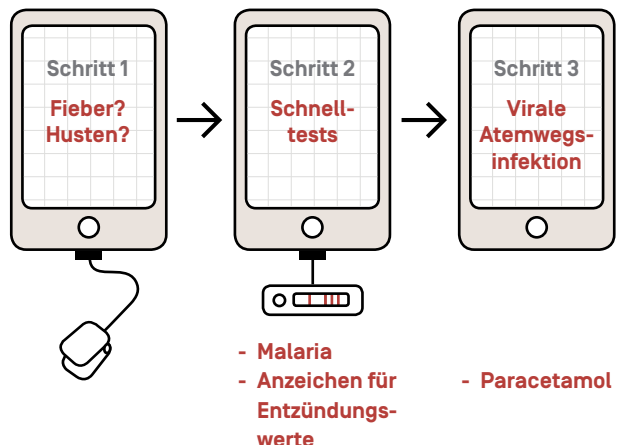 Schritt 1
Fieber?
Husten?
Schritt 2
Schnell-
tests
Schritt 3
Virale
Atemwegs-
infektion
- Malaria
- Anzeichen für
Entzündungs-
werte
- Paracetamol